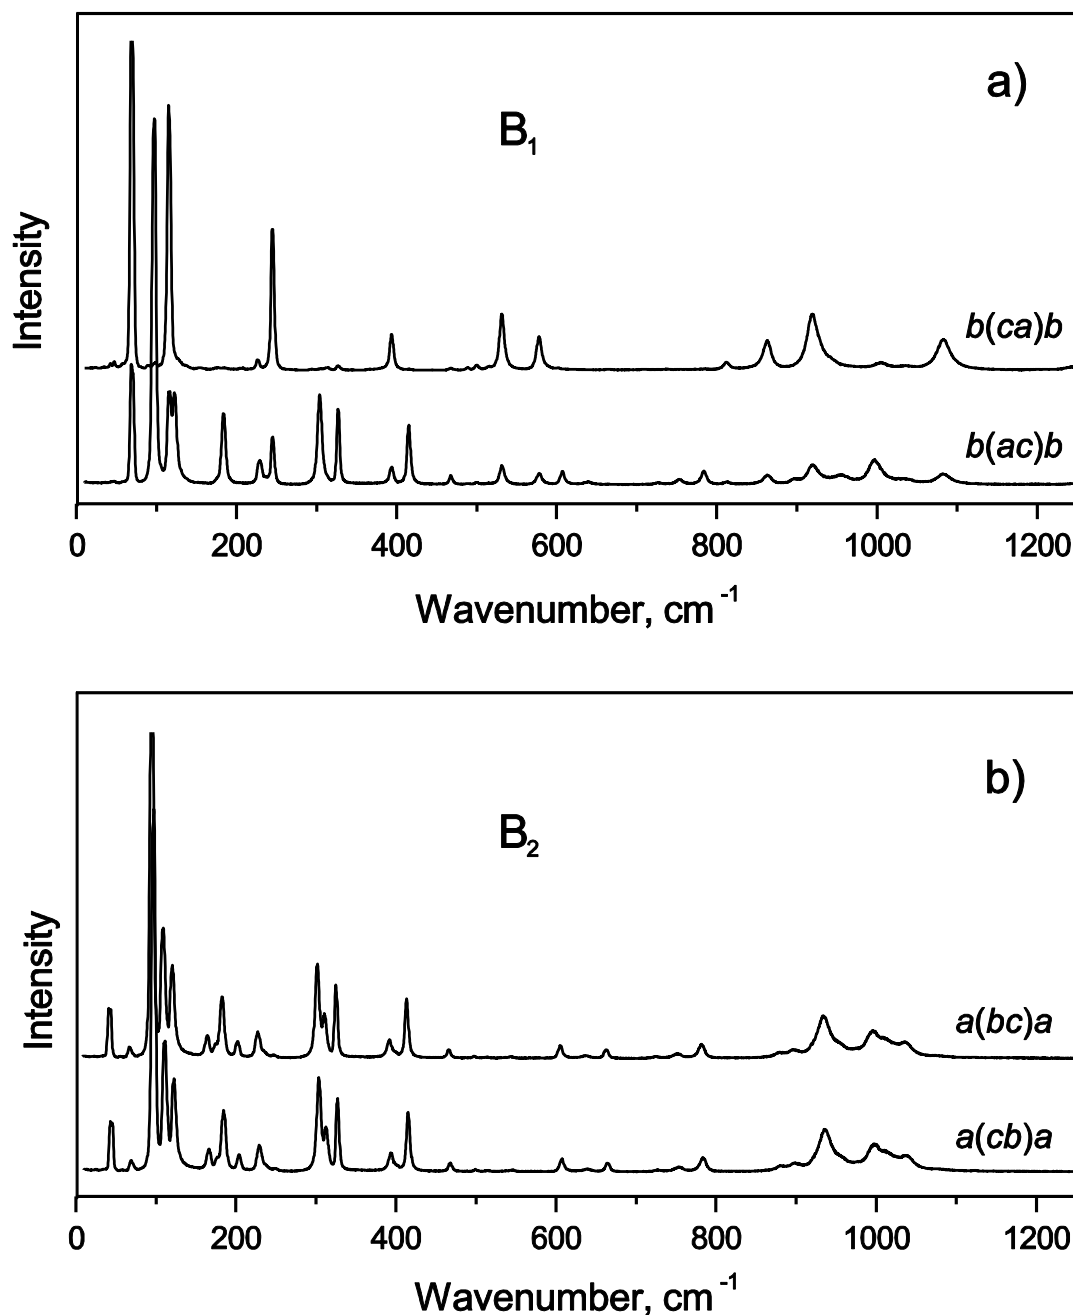 a)
B₁
Intensity
b(ca)b
b(ac)b
0 200 400 600 800 1000 1200
Wavenumber, cm⁻¹
b)
B₂
Intensity
a(bc)a
a(cb)a
0 200 400 600 800 1000 1200
Wavenumber, cm⁻¹